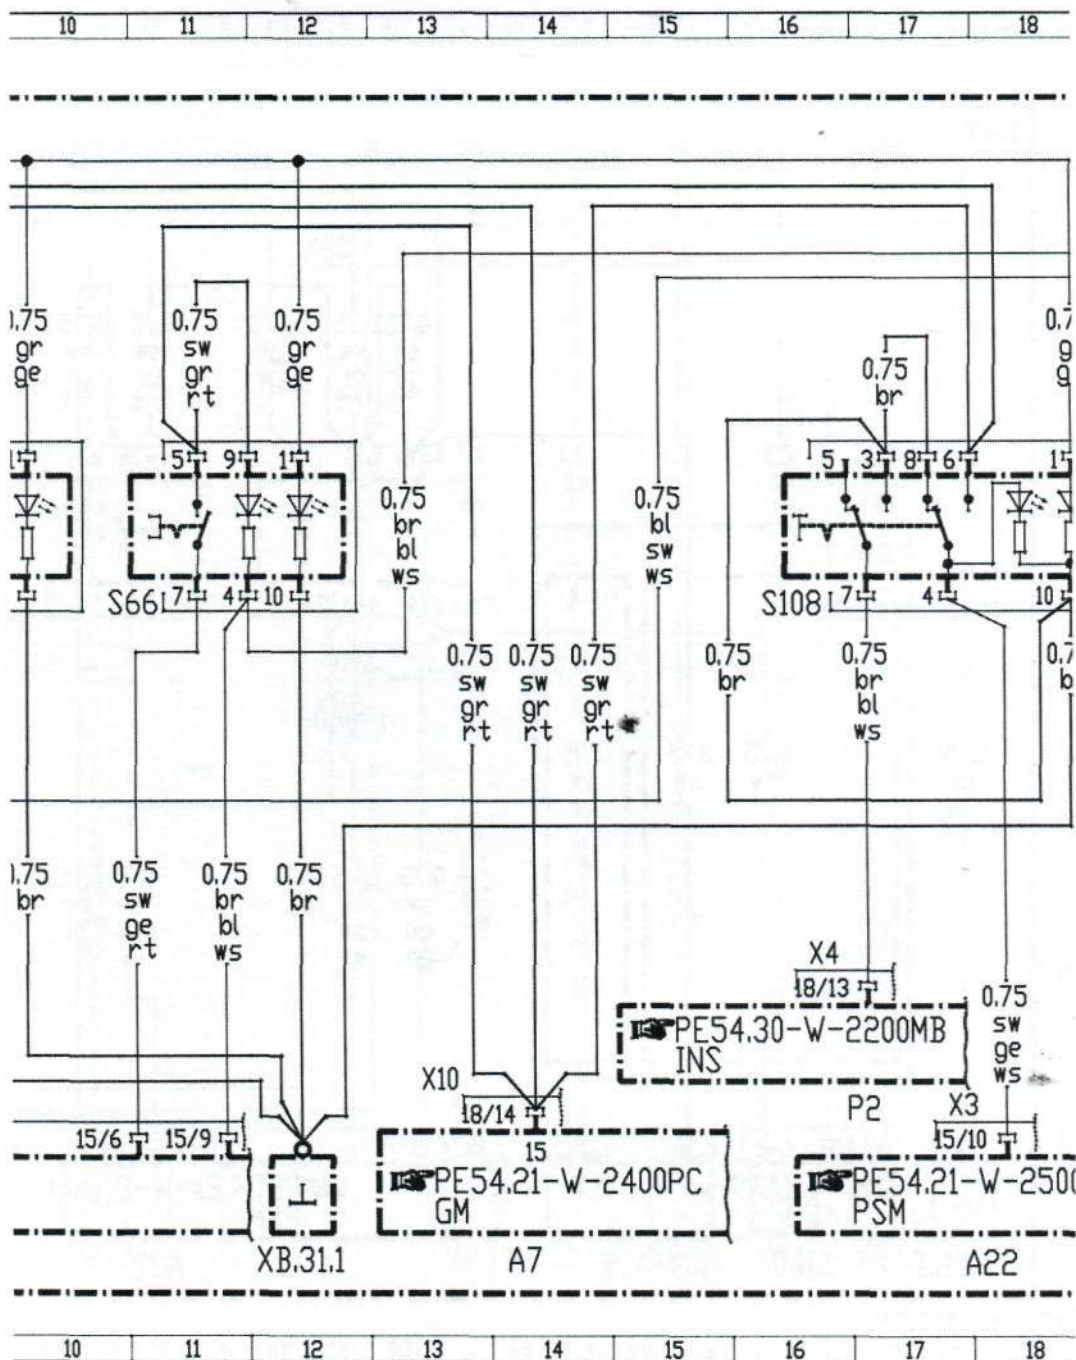 10 11 12 13 14 15 16 17 18
0.75 0.75
sw gr
gr ge
rt
gr
ge
0.75
br
5 9 1
5 3 8 6 1
0.75
br
bl
ws
0.75
bl
sw
ws
S66 7 4 10
S108 7 4 10
0.75 0.75 0.75 0.75 0.75
sw sw sw br br
gr gr gr bl
rt rt rt ws
br
0.75 0.75 0.75
sw br br
ge bl
rt ws
X4
18/13
PE54.30-W-2200MB
INS
P2
0.75
sw
ge
ws
X10
18/14
15
X3
15/10
15/6 15/9
PE54.21-W-2400PC
GM
PE54.21-W-2500
PSM
XB.31.1 A7 A22
10 11 12 13 14 15 16 17 18